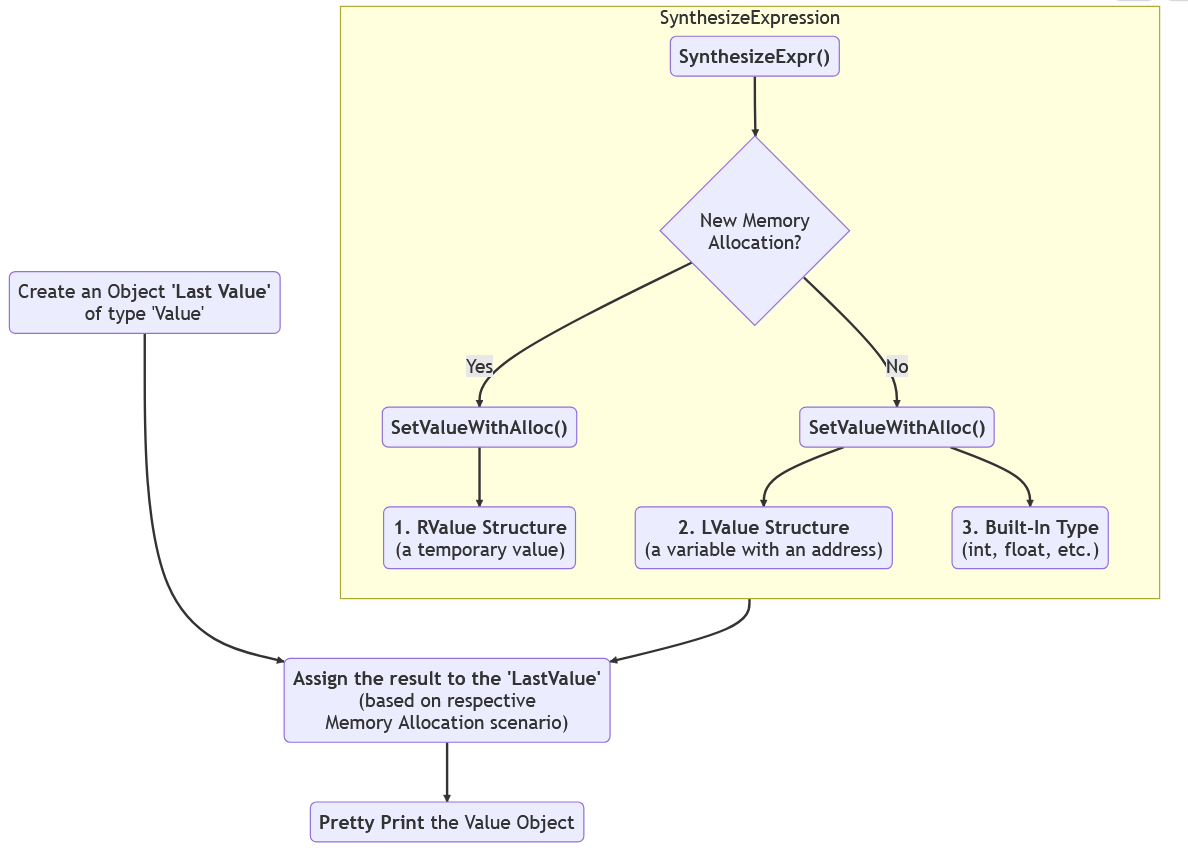 SynthesizeExpression
SynthesizeExpr()
New Memory
Allocation?
Create an Object 'Last Value'
of type 'Value'
Yes
No
SetValueWithAlloc()
SetValueWithAlloc()
1. RValue Structure
(a temporary value)
2. LValue Structure
(a variable with an address)
3. Built-In Type
(int, float, etc.)
Assign the result to the 'LastValue'
(based on respective
Memory Allocation scenario)
Pretty Print the Value Object